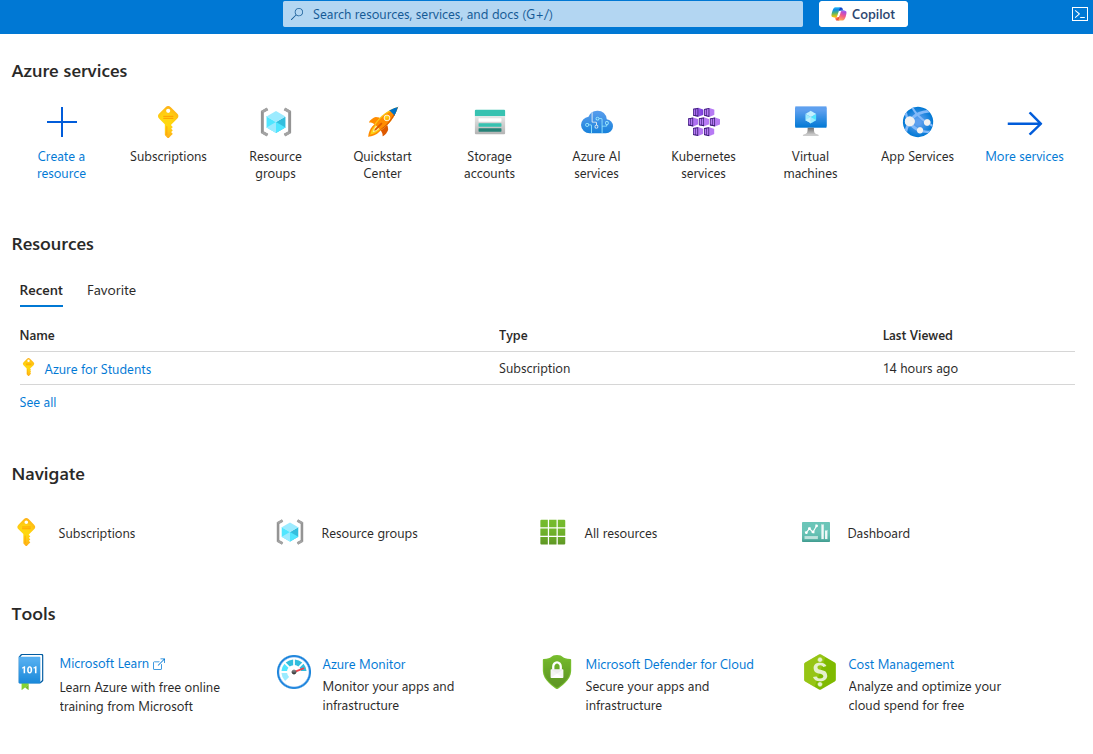 Search resources, services, and docs (G+/)
Copilot
Azure services
Create a resource
Subscriptions
Resource groups
Quickstart Center
Storage accounts
Azure AI services
Kubernetes services
Virtual machines
App Services
More services
Resources
Recent
Favorite
Name
Type
Last Viewed
Azure for Students
Subscription
14 hours ago
See all
Navigate
Subscriptions
Resource groups
All resources
Dashboard
Tools
101
Microsoft Learn
Learn Azure with free online
training from Microsoft
Azure Monitor
Monitor your apps and
infrastructure
Microsoft Defender for Cloud
Secure your apps and
infrastructure
Cost Management
Analyze and optimize your
cloud spend for free